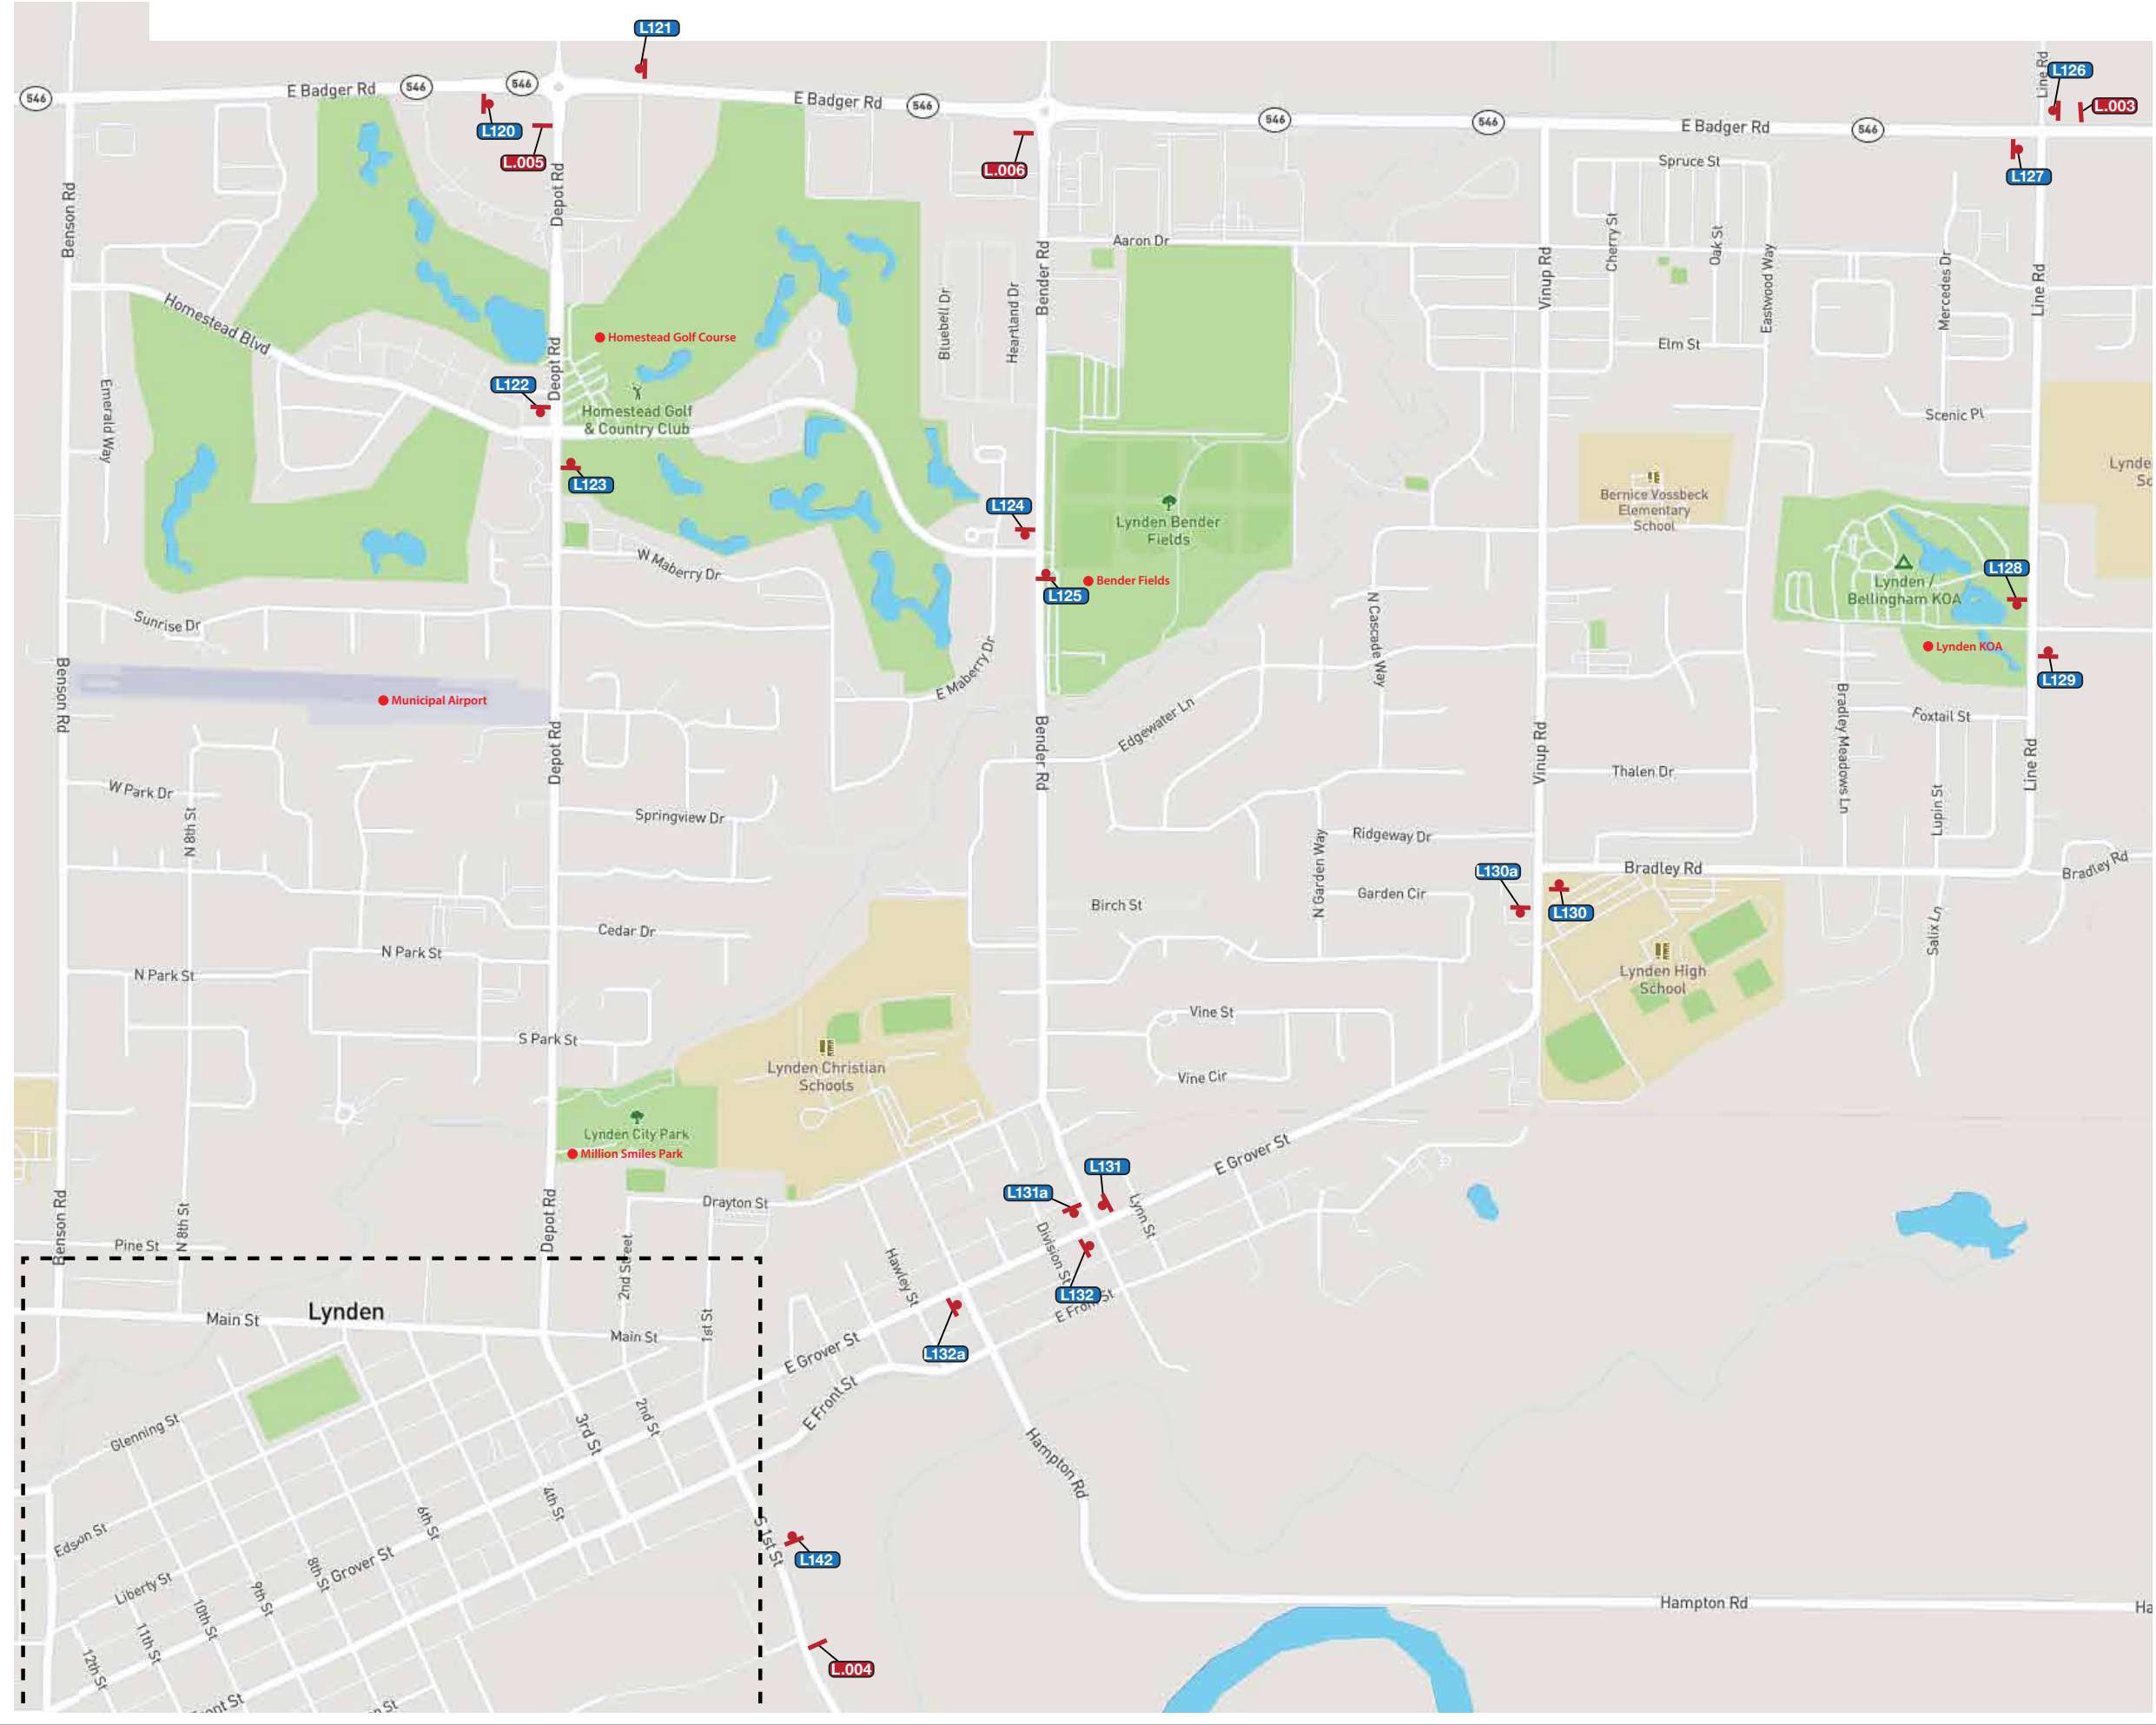 L121
Line Rd
L126
L.003
546
E Badger Rd
546
546
L120
L.005
E Badger Rd
546
L.006
546
546
E Badger Rd
546
L127
Spruce St
Benson Rd
Depot Rd
Aaron Dr
Bender Rd
Vinup Rd
Cherry St
Oak St
Eastwood Way
Mercedes Dr
Line Rd
Homestead Blvd
Bluebell Dr
Heartland Dr
Homestead Golf Course
Deopt Rd
Elm St
L122
Emerald Way
Homestead Golf
& Country Club
Scenic Pl
L123
Lynde
Sc
L124
Bernice Vossbeck
Elementary
School
Lynden Bender
Fields
W Maberry Dr
Bender Fields
L125
L128
Lynden /
Bellingham KOA
Sunrise Dr
N Cascade Way
Lynden KOA
L129
Benson Rd
Municipal Airport
E Maberry Dr
Bender Rd
Edgewater Ln
Vinup Rd
Bradley Meadows Ln
Foxtail St
Line Rd
Depot Rd
W Park Dr
Thalen Dr
N 8th St
Springview Dr
Lupin St
Ridgeway Dr
N Garden Way
L130a
Bradley Rd
Bradley Rd
Garden Cir
Birch St
L130
Salix Ln
Cedar Dr
N Park St
N Park St
Lynden High
School
Vine St
S Park St
Lynden Christian
Schools
Vine Cir
Lynden City Park
Million Smiles Park
E Grover St
L131
L131a
Drayton St
Lynn St
Division St
Benson Rd
N 8th St
Depot Rd
Pine St
2nd Street
Hawley St
L132
E Front St
Main St
Lynden
Main St
1st St
L132a
E Grover St
E Front St
Glenning St
3rd St
2nd St
Hampton Rd
6th St
4th St
Edson St
S 1st St
L142
Grover St
8th St
Liberty St
9th St
10th St
11th St
12th St
Hampton Rd
Ha
L.004
ont St
n St